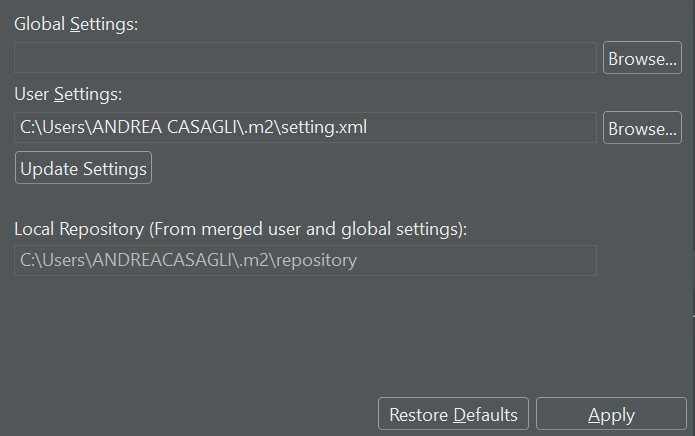 Global Settings:
Browse...
User Settings:
C:\Users\ANDREA CASAGLI\.m2\setting.xml
Browse...
Update Settings
Local Repository (From merged user and global settings):
C:\Users\ANDREACASAGLI\.m2\repository
Restore Defaults
Apply